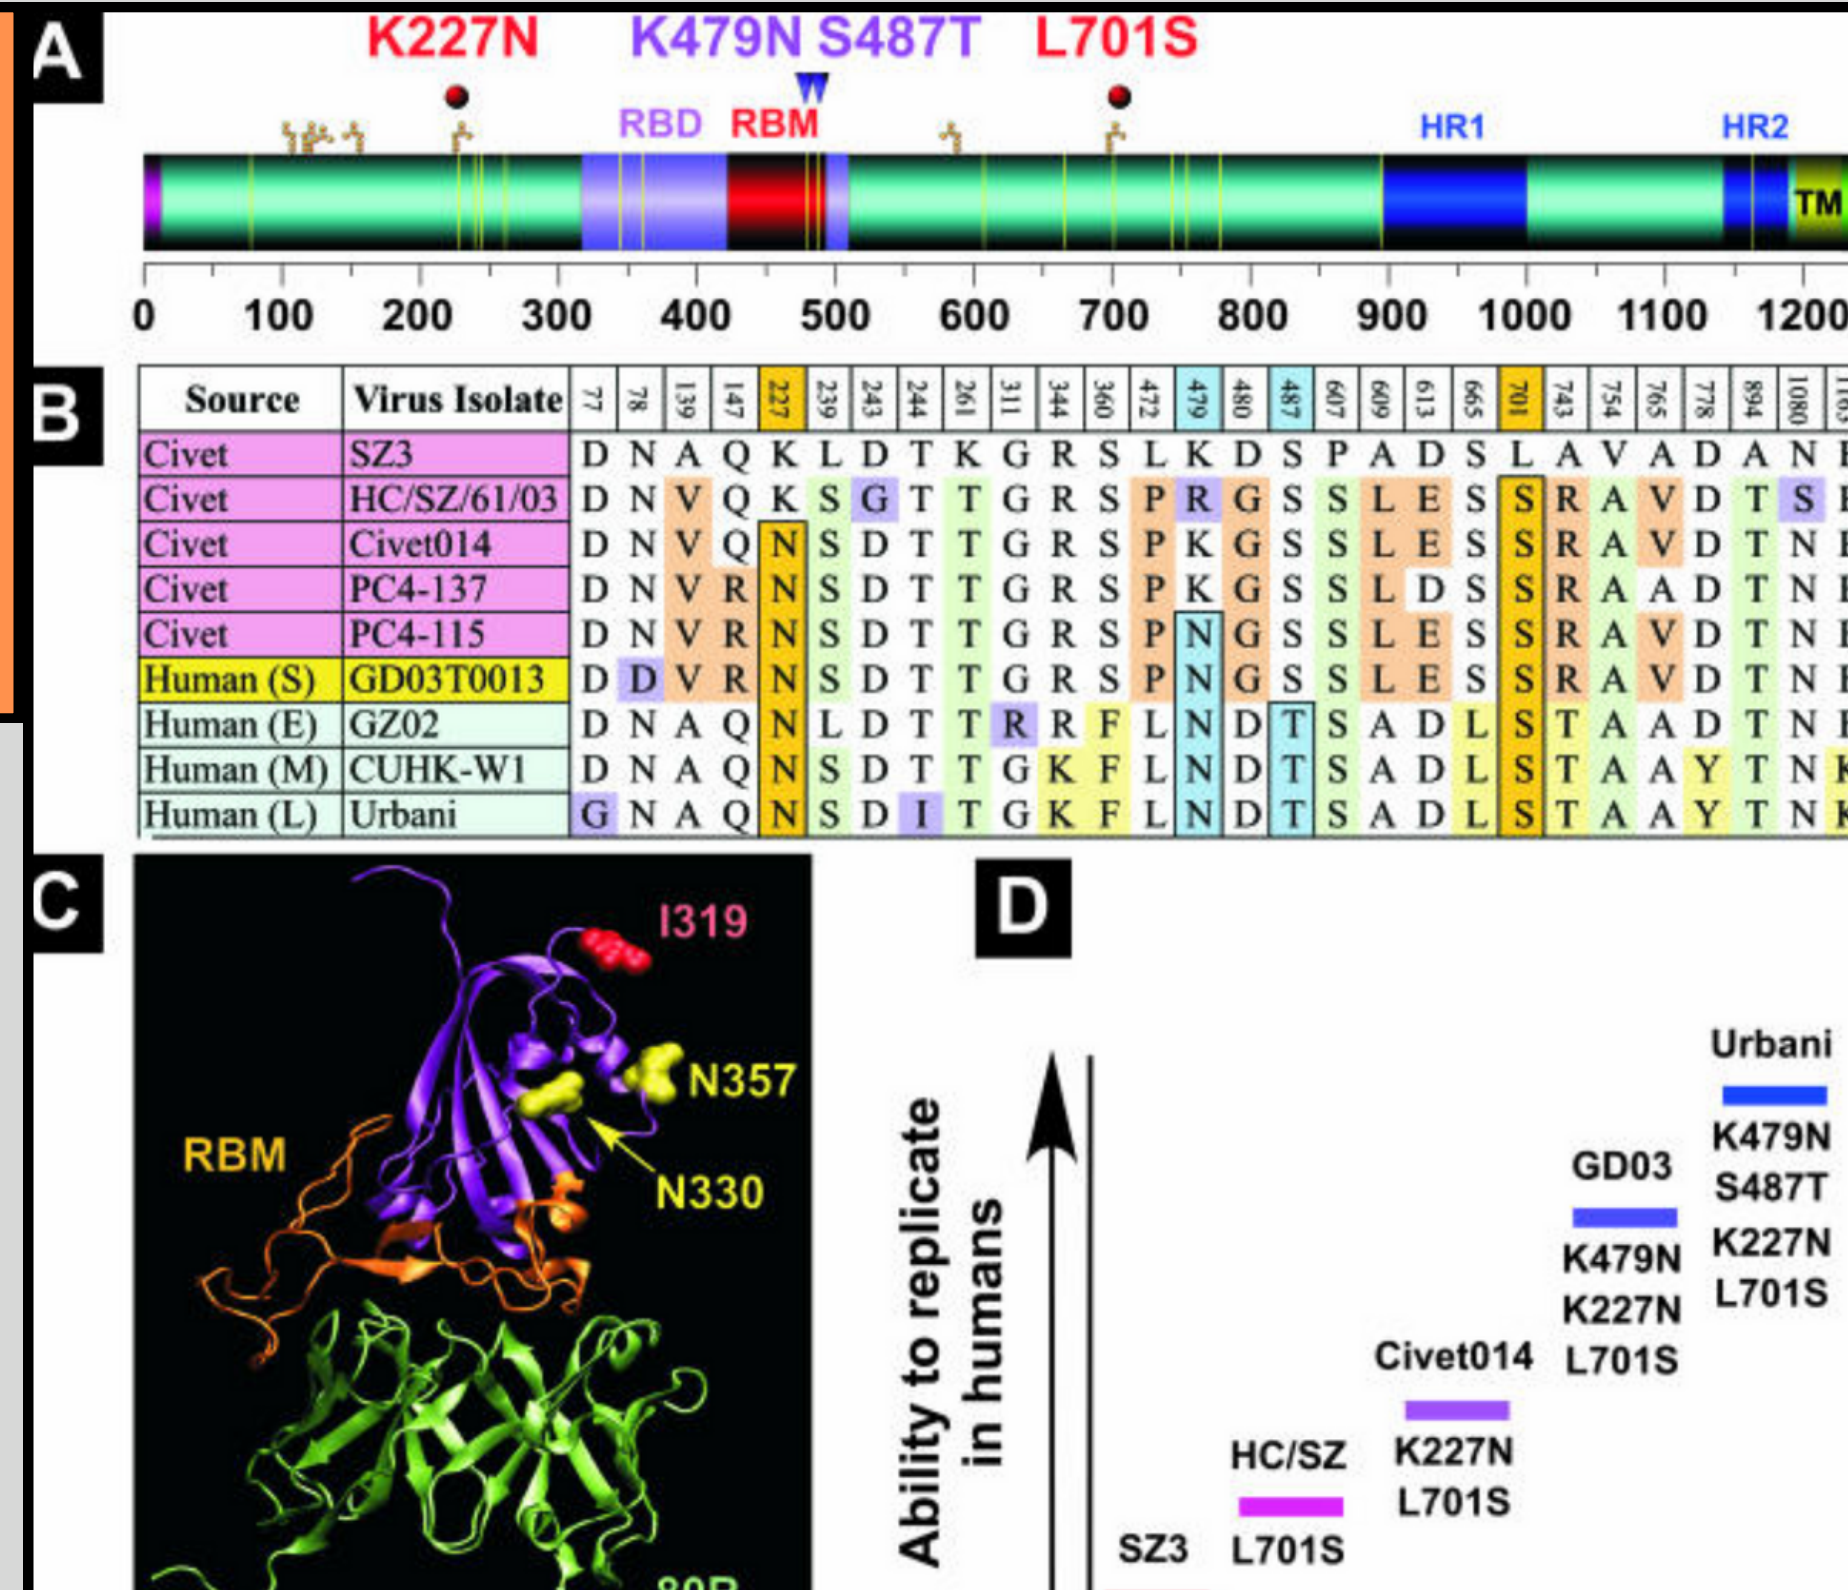 A
K227N K479N S487T L701S
RBD RBM HR1 HR2
TM
0 100 200 300 400 500 600 700 800 900 1000 1100 1200
B
Source Virus Isolate 77 78 139 147 227 239 243 244 261 311 344 360 472 479 480 487 607 609 613 665 701 743 754 765 778 894 1080 1163
Civet SZ3 D N A Q K L D T K G R S L K D S P A D S L A V A D A N
Civet HC/SZ/61/03 D N V Q K S G T T G R S P R G S S L E S S R A V D T S
Civet Civet014 D N V Q N S D T T G R S P K G S S L E S S R A V D T N
Civet PC4-137 D N V R N S D T T G R S P K G S S L D S S R A A D T N
Civet PC4-115 D N V R N S D T T G R S P N G S S L E S S R A V D T N
Human (S) GD03T0013 D D V R N S D T T G R S P N G S S L E S S R A V D T N
Human (E) GZ02 D N A Q N L D T T R R F L N D T S A D L S T A A D T N
Human (M) CUHK-W1 D N A Q N S D T T G K F L N D T S A D L S T A A Y T N K
Human (L) Urbani G N A Q N S D I T G K F L N D T S A D L S T A A Y T N K
C
I319
N357
RBM
N330
80R
D
Ability to replicate
in humans
SZ3
HC/SZ
L701S
Civet014
K227N
L701S
GD03
K479N
K227N
L701S
Urbani
K479N
S487T
K227N
L701S